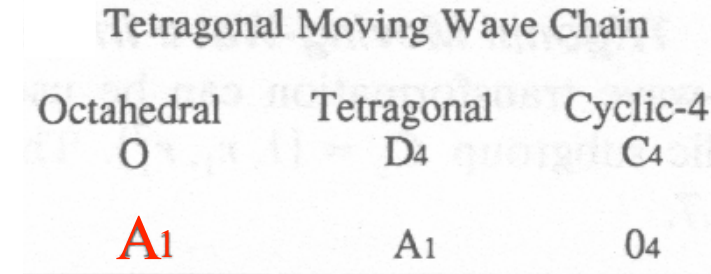 Tetragonal Moving Wave Chain
Octahedral Tetragonal Cyclic-4
O D4 C4
A1 A1 04